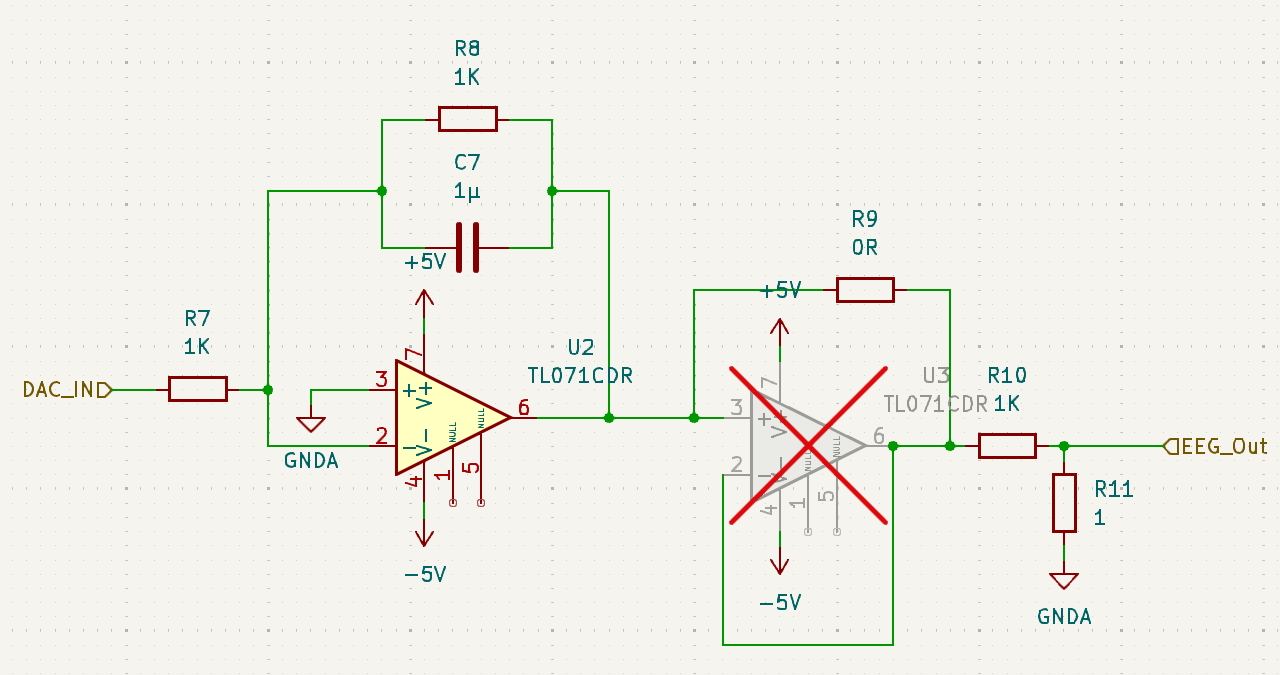 R8
1K
C7
1µ
+5V
R7
1K
DAC_IN
U2
TL071CDR
3
2
6
7
4
1
5
+
V+
-
V-
NULL
NULL
GNDA
-5V
R9
0R
+5V
U3
TL071CDR
3
2
6
7
4
1
5
+
V+
-
V-
NULL
NULL
-5V
R10
1K
EEG_Out
R11
1
GNDA